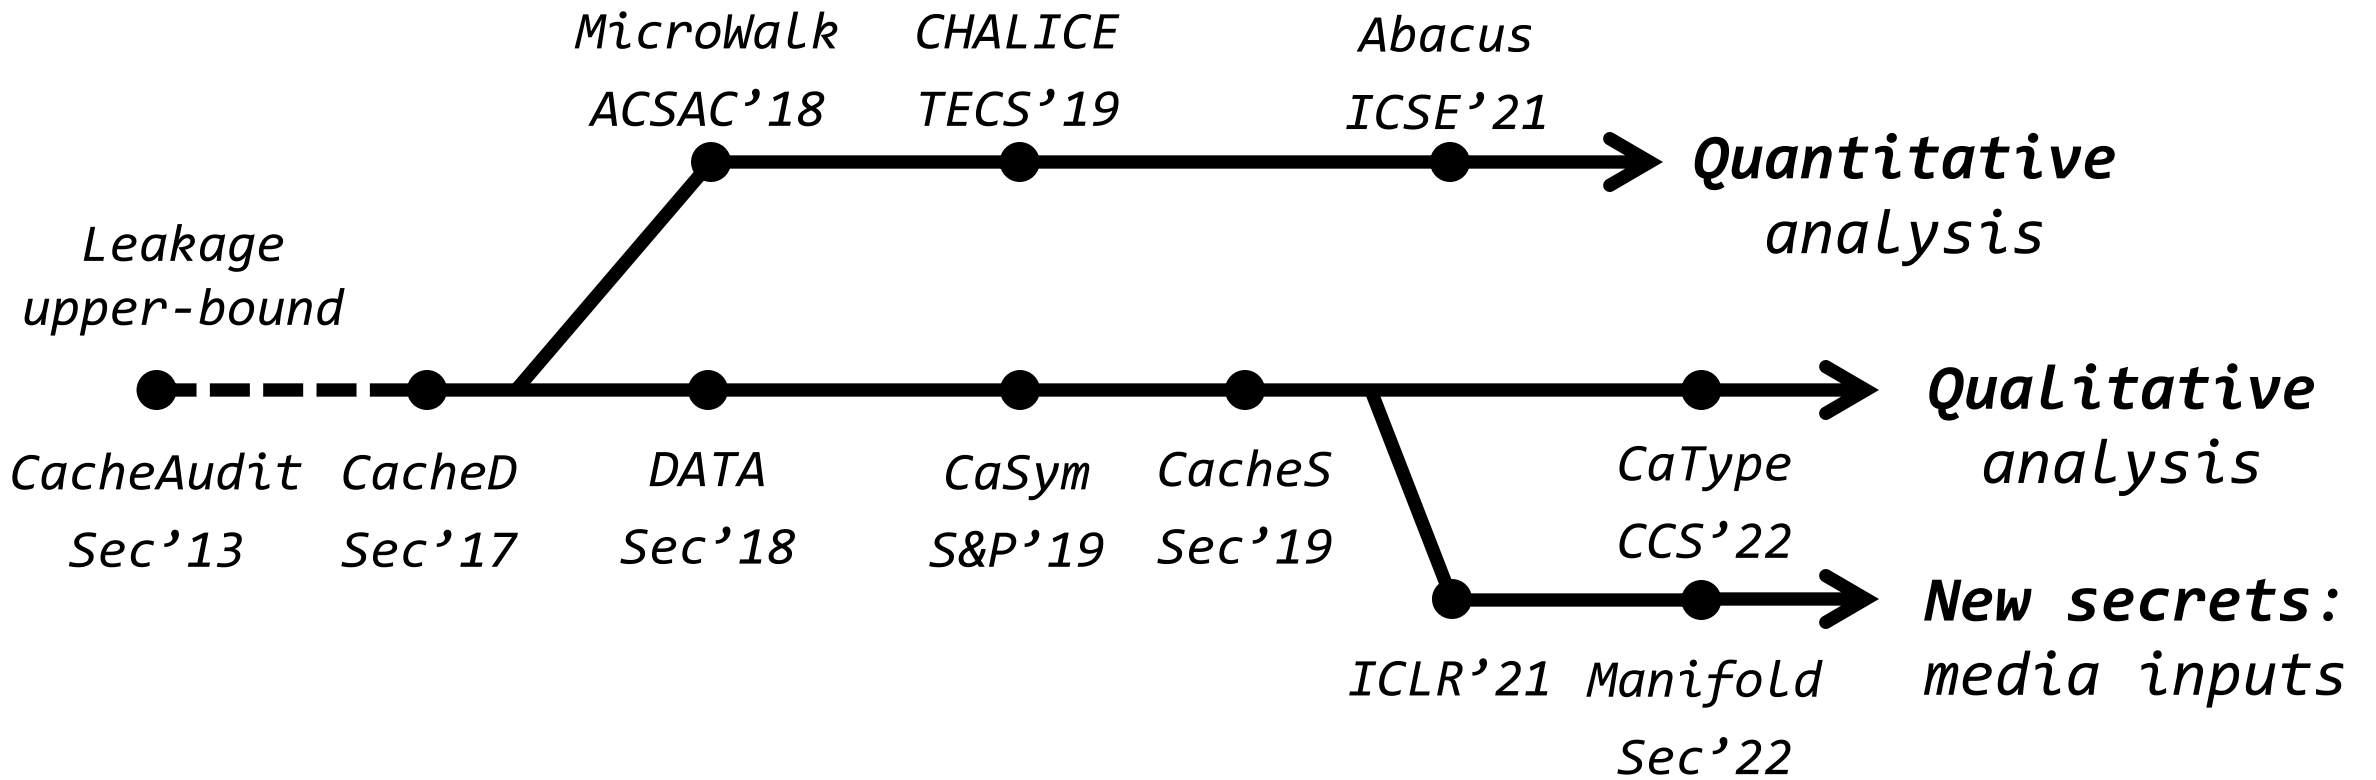 MicroWalk
ACSAC’18
CHALICE
TECS’19
Abacus
ICSE’21
Quantitative
analysis
Leakage
upper-bound
CacheAudit
Sec’13
CacheD
Sec’17
DATA
Sec’18
CaSym
S&P’19
CacheS
Sec’19
CaType
CCS’22
Qualitative
analysis
ICLR’21
Manifold
Sec’22
New secrets:
media inputs